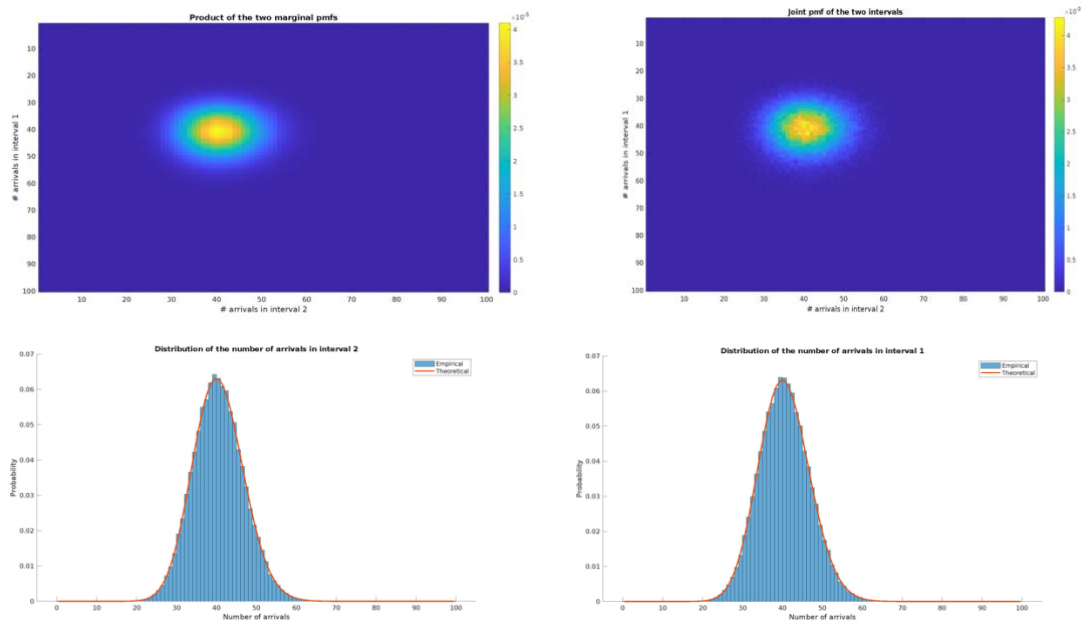 Product of the two marginal pmfs
×10⁻³
# arrivals in interval 1
10
20
30
40
50
60
70
80
90
100
10 20 30 40 50 60 70 80 90 100
# arrivals in interval 2
4
3.5
3
2.5
2
1.5
1
0.5
0
Joint pmf of the two intervals
×10⁻³
# arrivals in interval 1
10
20
30
40
50
60
70
80
90
100
10 20 30 40 50 60 70 80 90 100
# arrivals in interval 2
4
3.5
3
2.5
2
1.5
1
0.5
0
Distribution of the number of arrivals in interval 2
Empirical
Theoretical
Probability
0.07
0.06
0.05
0.04
0.03
0.02
0.01
0
0 10 20 30 40 50 60 70 80 90 100
Number of arrivals
Distribution of the number of arrivals in interval 1
Empirical
Theoretical
Probability
0.07
0.06
0.05
0.04
0.03
0.02
0.01
0
0 10 20 30 40 50 60 70 80 90 100
Number of arrivals